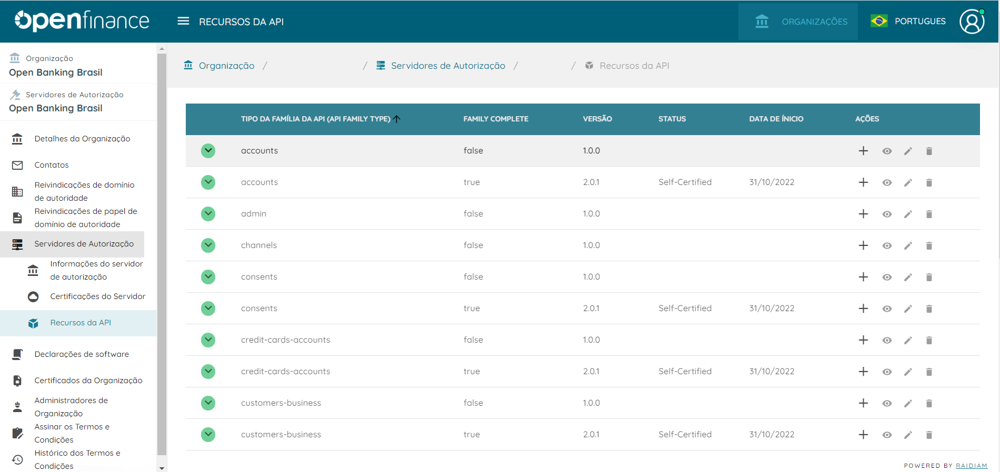 openfinance
RECURSOS DA API
ORGANIZAÇÕES
PORTUGUES
Organização
Open Banking Brasil
Servidores de Autorização
Open Banking Brasil
Detalhes da Organização
Contatos
Reivindicações de domínio
de autoridade
Reivindicações de papel de
domínio de autoridade
Servidores de Autorização
Informações do servidor
de autorização
Certificações do Servidor
Recursos da API
Declarações de software
Certificados da Organização
Administradores de
Organização
Assinar os Termos e
Condições
Histórico dos Termos e
Condições
Organização / / Servidores de Autorização / / Recursos da API
TIPO DA FAMÍLIA DA API (API FAMILY TYPE) FAMILY COMPLETE VERSÃO STATUS DATA DE ÍNICIO AÇÕES
accounts false 1.0.0
accounts true 2.0.1 Self-Certified 31/10/2022
admin false 1.0.0
channels false 1.0.0
consents false 1.0.0
consents true 2.0.1 Self-Certified 31/10/2022
credit-cards-accounts false 1.0.0
credit-cards-accounts true 2.0.1 Self-Certified 31/10/2022
customers-business false 1.0.0
customers-business true 2.0.1 Self-Certified 31/10/2022
POWERED BY RAIDIAM